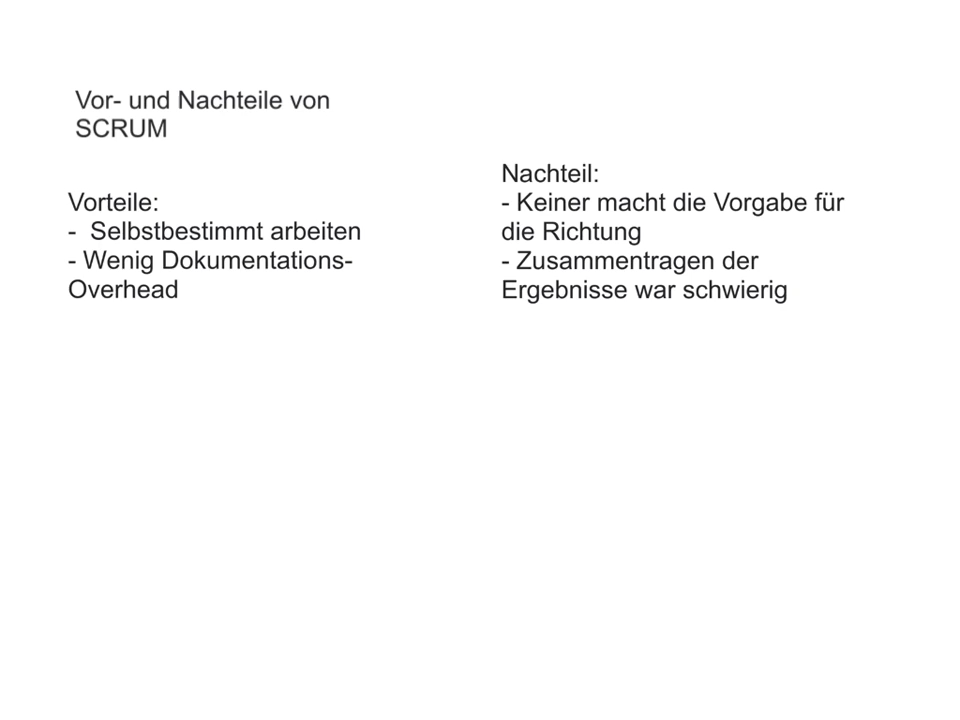 Vor- und Nachteile von
SCRUM
Vorteile:
-  Selbstbestimmt arbeiten
- Wenig Dokumentations-
Overhead
Nachteil:
- Keiner macht die Vorgabe für
die Richtung
- Zusammentragen der
Ergebnisse war schwierig